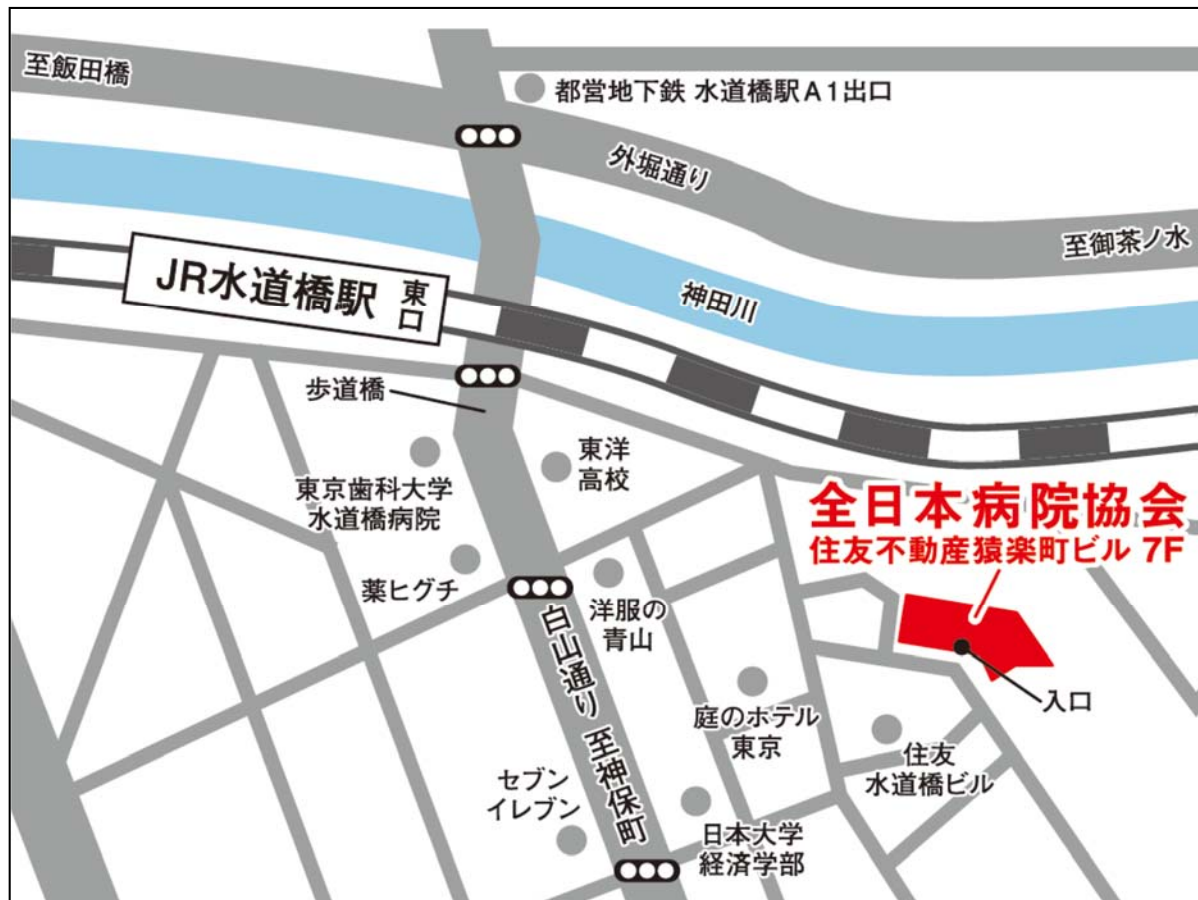 至飯田橋
都営地下鉄 水道橋駅A1出口
外堀通り
至御茶ノ水
JR水道橋駅 東口
神田川
歩道橋
東洋
高校
東京歯科大学
水道橋病院
全日本病院協会
住友不動産猿楽町ビル 7F
薬ヒグチ
洋服の
青山
白山通り 至神保町
入口
庭のホテル
東京
住友
水道橋ビル
セブン
イレブン
日本大学
経済学部